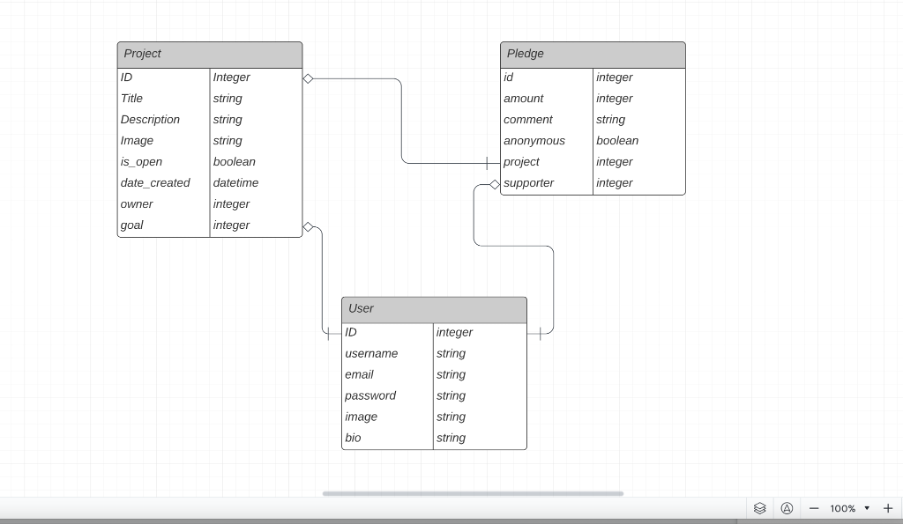 Project
ID Integer
Title string
Description string
Image string
is_open boolean
date_created datetime
owner integer
goal integer
Pledge
id integer
amount integer
comment string
anonymous boolean
project integer
supporter integer
User
ID integer
username string
email string
password string
image string
bio string
100%